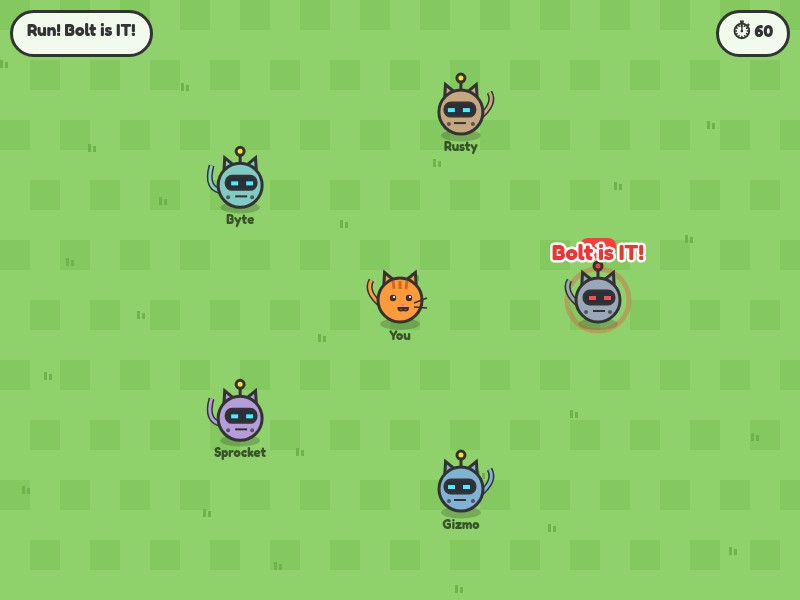 Run! Bolt is IT!
60
Rusty
Byte
Bolt is IT!
You
Sprocket
Gizmo